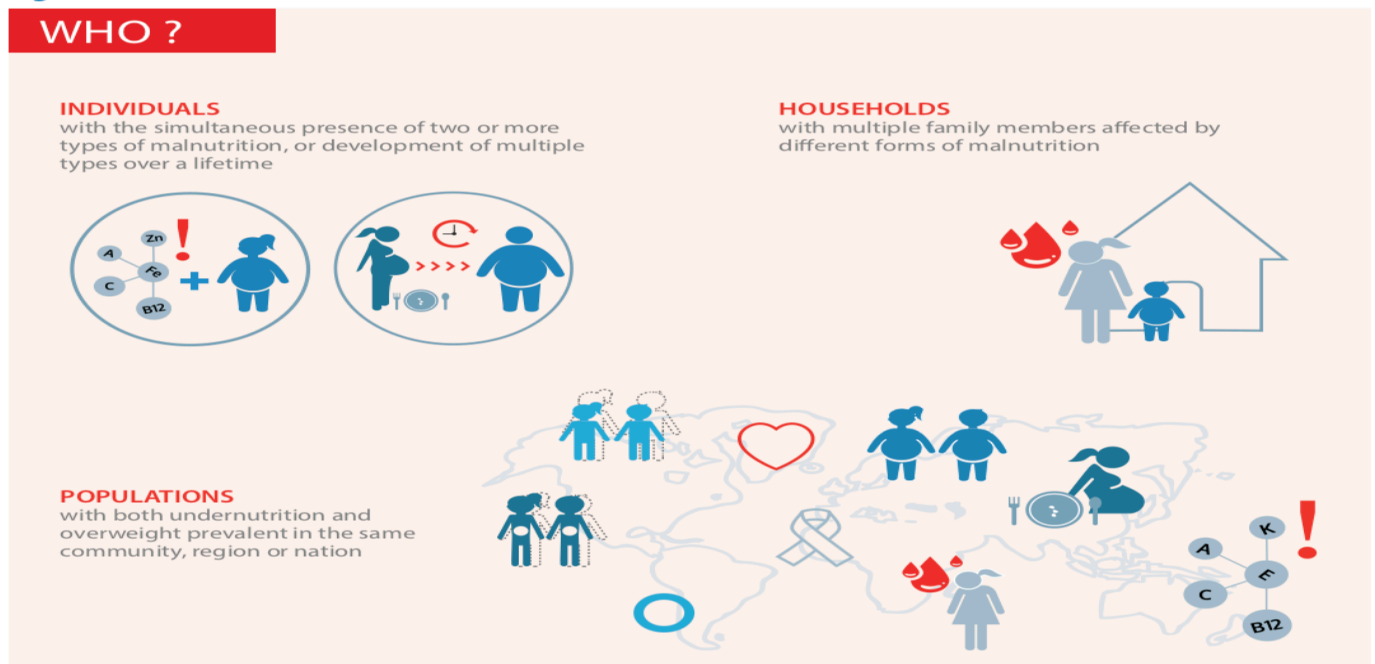 WHO ?
INDIVIDUALS
with the simultaneous presence of two or more
types of malnutrition, or development of multiple
types over a lifetime
HOUSEHOLDS
with multiple family members affected by
different forms of malnutrition
Zn
A
Fe
C
B12
POPULATIONS
with both undernutrition and
overweight prevalent in the same
community, region or nation
K
A
E
C
B12